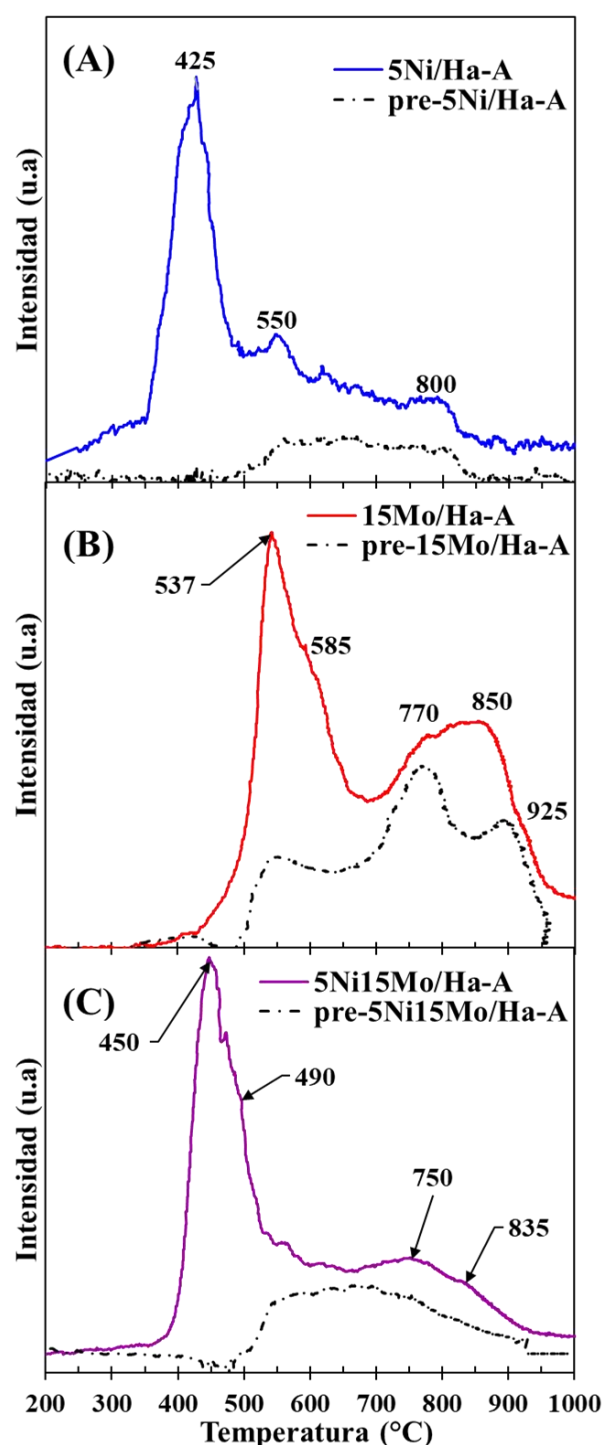 (A)
425
5Ni/Ha-A
pre-5Ni/Ha-A
550
800
Intensidad (u.a)
(B)
15Mo/Ha-A
pre-15Mo/Ha-A
537
585
770
850
925
Intensidad (u.a)
(C)
5Ni15Mo/Ha-A
pre-5Ni15Mo/Ha-A
450
490
750
835
Intensidad (u.a)
200 300 400 500 600 700 800 900 1000
Temperatura (°C)